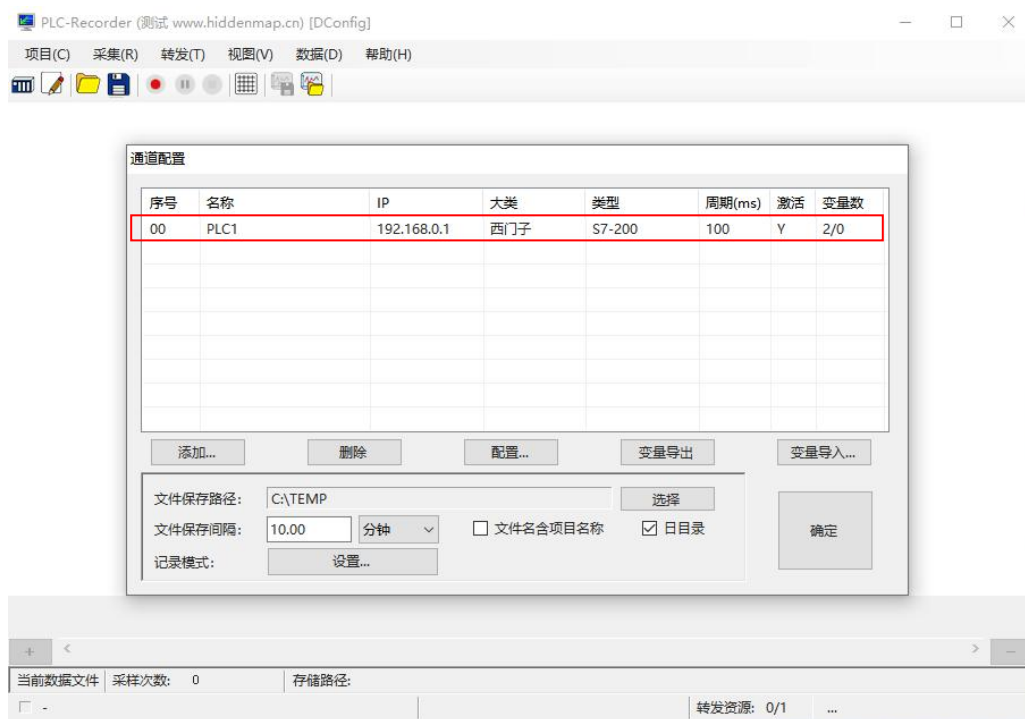 PLC-Recorder (测试 www.hiddenmap.cn) [DConfig]
项目(C) 采集(R) 转发(T) 视图(V) 数据(D) 帮助(H)
通道配置
序号 名称 IP 大类 类型 周期(ms) 激活 变量数
00 PLC1 192.168.0.1 西门子 S7-200 100 Y 2/0
添加... 删除 配置... 变量导出 变量导入...
文件保存路径: C:\TEMP 选择
文件保存间隔: 10.00 分钟 文件名含项目名称 日目录 确定
记录模式: 设置...
当前数据文件 采样次数: 0 存储路径:
- 转发资源: 0/1 ...